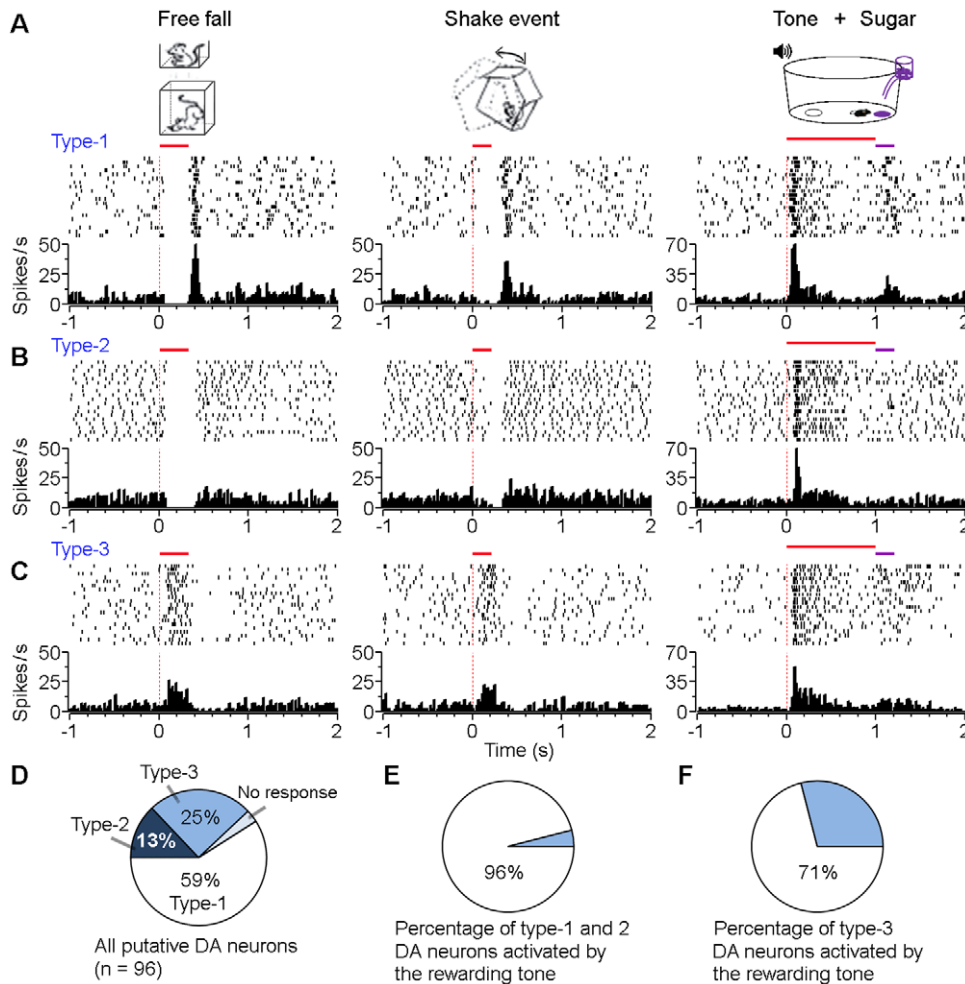 A Free fall Shake event Tone + Sugar
Type-1
Spikes/s 50 25 0 50 25 0 70 35 0
-1 0 1 2 -1 0 1 2 -1 0 1 2
Type-2
B
Spikes/s 50 25 0 50 25 0 70 35 0
-1 0 1 2 -1 0 1 2 -1 0 1 2
Type-3
C
Spikes/s 50 25 0 50 25 0 70 35 0
-1 0 1 2 -1 0 1 2 -1 0 1 2
Time (s)
D
Type-3
No response
25%
Type-2
13%
59%
Type-1
All putative DA neurons
(n = 96)
E
96%
Percentage of type-1 and 2
DA neurons activated by
the rewarding tone
F
71%
Percentage of type-3
DA neurons activated by
the rewarding tone